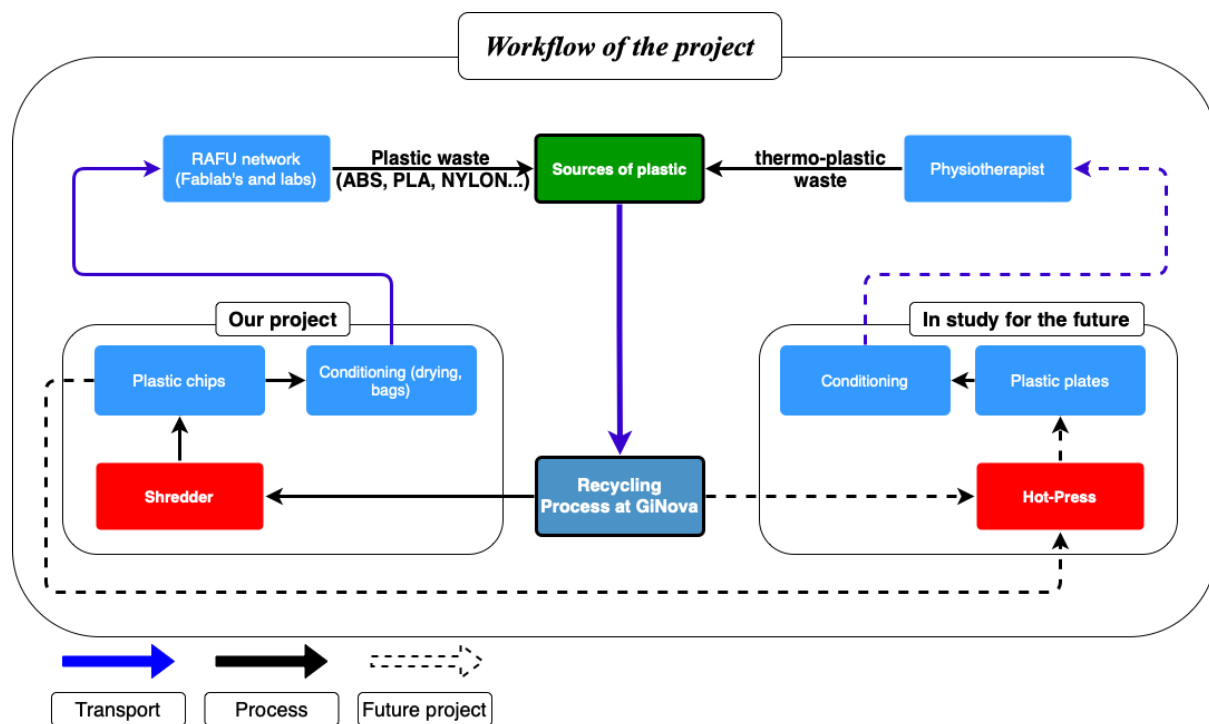 Workflow of the project
RAFU network
(Fablab's and labs)
Plastic waste
(ABS, PLA, NYLON...)
Sources of plastic
thermo-plastic
waste
Physiotherapist
Our project
In study for the future
Plastic chips
Conditioning (drying,
bags)
Conditioning
Plastic plates
Shredder
Recycling
Process at GiNova
Hot-Press
Transport
Process
Future project